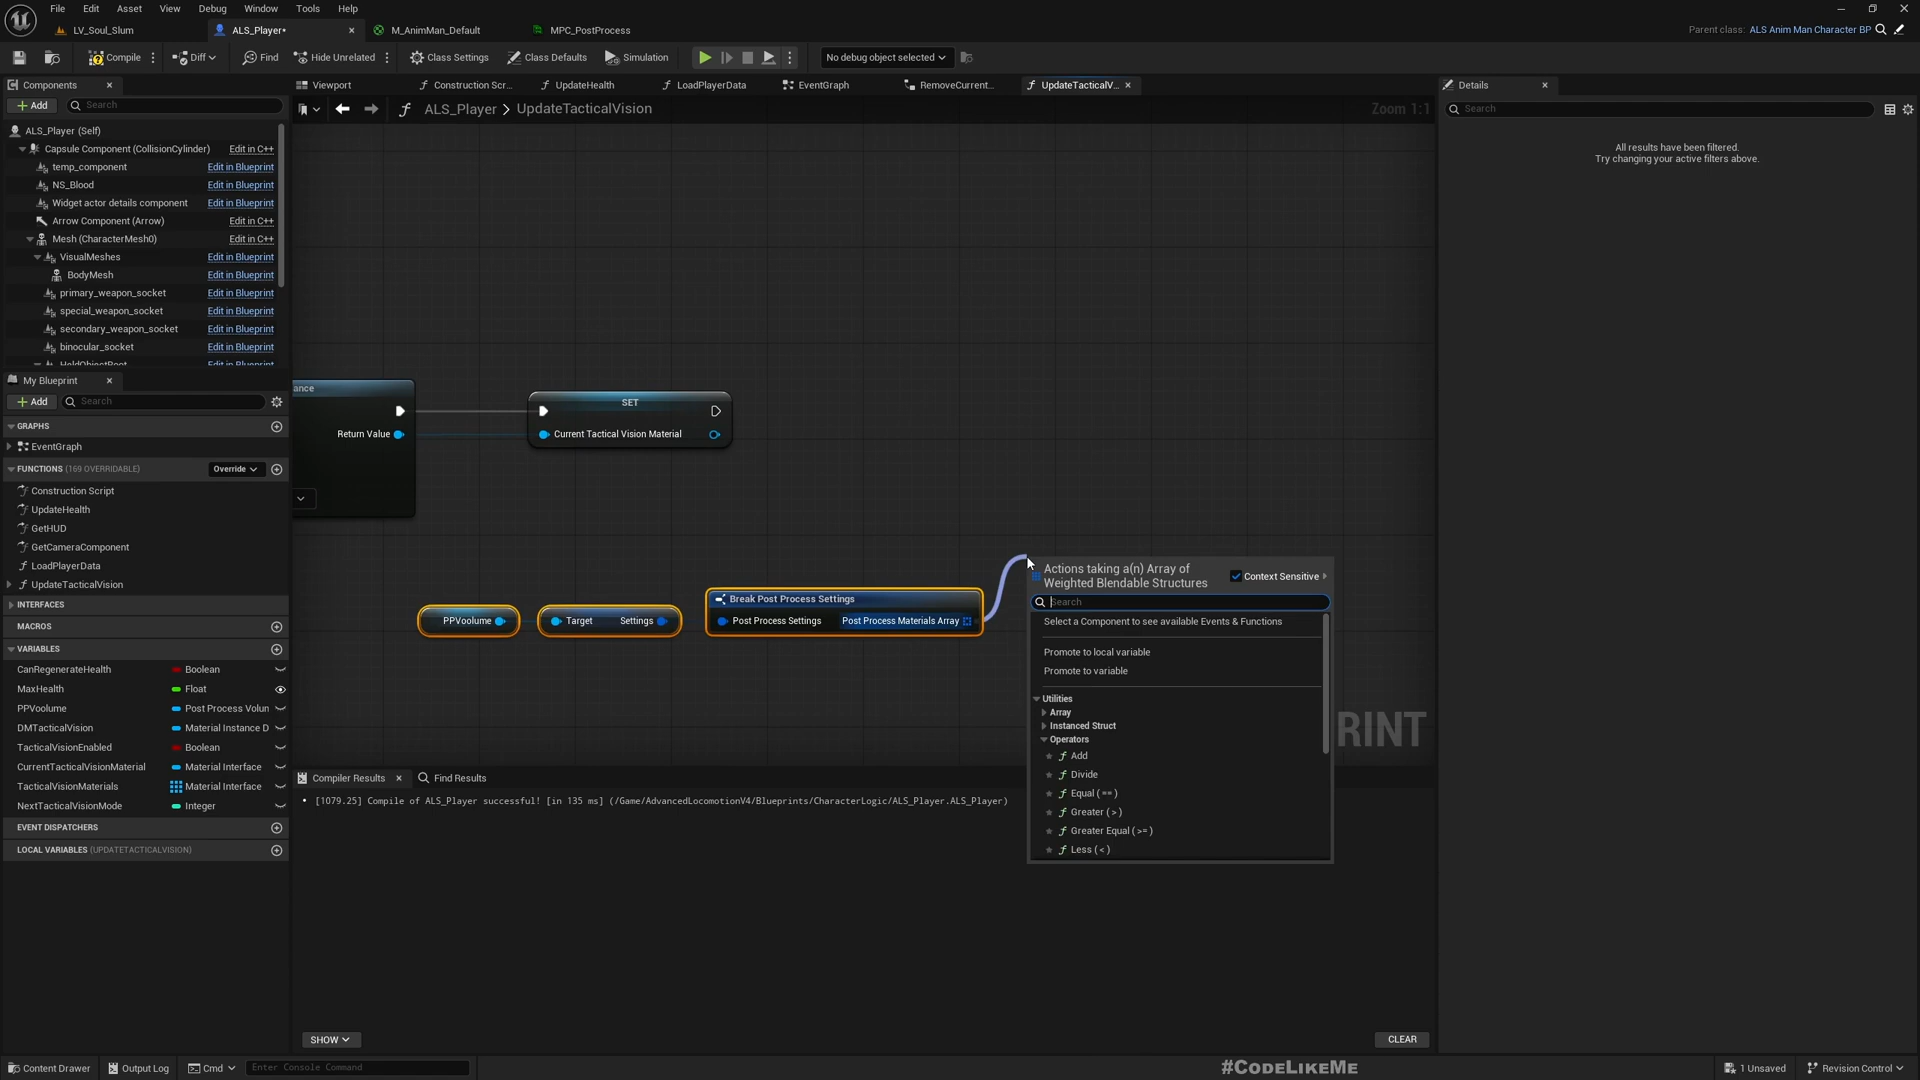 File Edit Asset View Debug Window Tools Help
LV_Soul_Slum ALS_Player• M_AnimMan_Default MPC_PostProcess
Parent class: ALS Anim Man Character BP
Compile Diff Find Hide Unrelated Class Settings Class Defaults Simulation No debug object selected
Components
Add Search
ALS_Player (Self)
Capsule Component (CollisionCylinder) Edit in C++
temp_component Edit in Blueprint
NS_Blood Edit in Blueprint
Widget actor details component Edit in Blueprint
Arrow Component (Arrow) Edit in C++
Mesh (CharacterMesh0) Edit in C++
VisualMeshes Edit in Blueprint
BodyMesh Edit in Blueprint
primary_weapon_socket Edit in Blueprint
special_weapon_socket Edit in Blueprint
secondary_weapon_socket Edit in Blueprint
binocular_socket Edit in Blueprint
HeldObjectRoot Edit in Blueprint
My Blueprint
Add Search
GRAPHS
EventGraph
FUNCTIONS (169 OVERRIDABLE) Override
Construction Script
UpdateHealth
GetHUD
GetCameraComponent
LoadPlayerData
UpdateTacticalVision
INTERFACES
MACROS
VARIABLES
CanRegenerateHealth Boolean
MaxHealth Float
PPVoolume Post Process Volun
DMTacticalVision Material Instance D
TacticalVisionEnabled Boolean
CurrentTacticalVisionMaterial Material Interface
TacticalVisionMaterials Material Interface
NextTacticalVisionMode Integer
EVENT DISPATCHERS
LOCAL VARIABLES (UPDATETACTICALVISION)
Viewport Construction Scr... UpdateHealth LoadPlayerData EventGraph RemoveCurrent... UpdateTacticalV...
ALS_Player > UpdateTacticalVision Zoom 1:1
ance
Return Value
SET
Current Tactical Vision Material
PPVoolume
Target Settings
Break Post Process Settings
Post Process Settings Post Process Materials Array
Actions taking a(n) Array of
Weighted Blendable Structures
Context Sensitive
Search
Select a Component to see available Events & Functions
Promote to local variable
Promote to variable
Utilities
Array
Instanced Struct
Operators
Add
Divide
Equal (==)
Greater (>)
Greater Equal (>=)
Less (<)
RINT
Compiler Results Find Results
[1079.25] Compile of ALS_Player successful! [in 135 ms] (/Game/AdvancedLocomotionV4/Blueprints/CharacterLogic/ALS_Player.ALS_Player)
SHOW CLEAR
Details
Search
All results have been filtered.
Try changing your active filters above.
Content Drawer Output Log Cmd Enter Console Command #CODELIKEME 1 Unsaved Revision Control